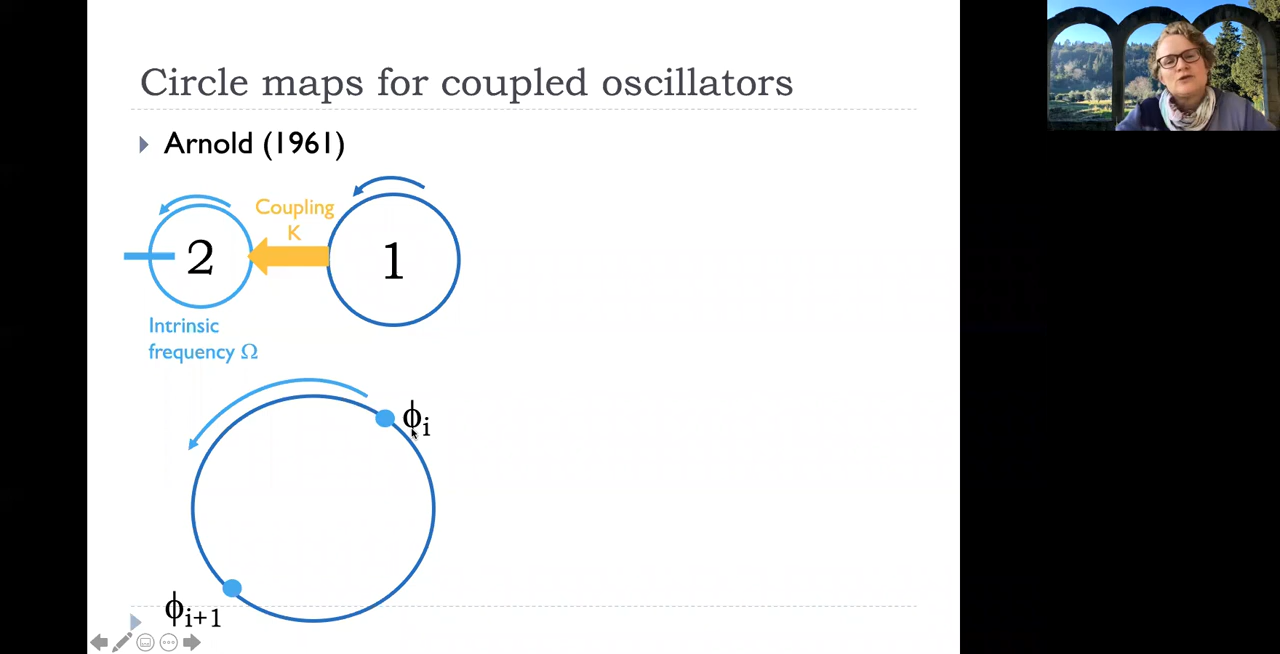 Circle maps for coupled oscillators
Arnold (1961)
Coupling
K
2
1
Intrinsic
frequency Ω
ϕi
ϕi+1